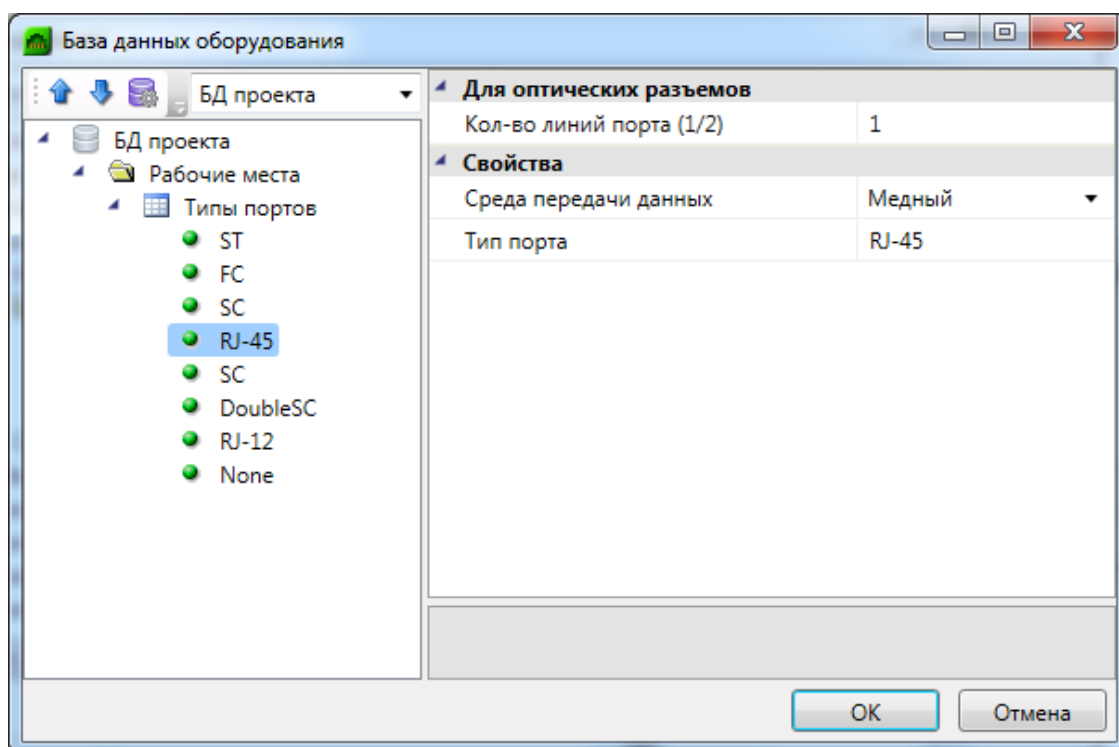 База данных оборудования
БД проекта
БД проекта
Рабочие места
Типы портов
ST
FC
SC
RJ-45
SC
DoubleSC
RJ-12
None
Для оптических разъемов
Кол-во линий порта (1/2) 1
Свойства
Среда передачи данных Медный
Тип порта RJ-45
OK Отмена